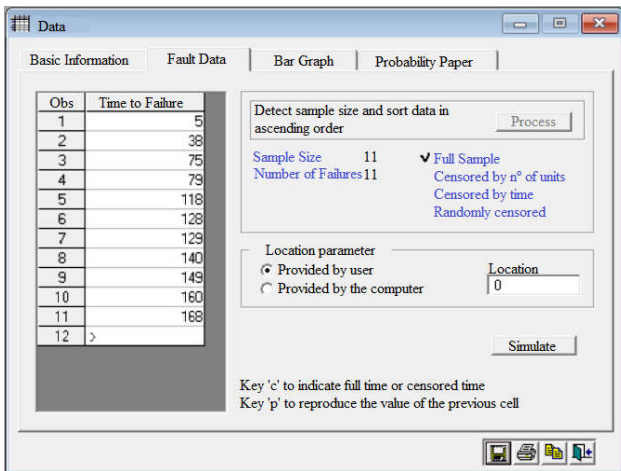 Data
Basic Information Fault Data Bar Graph Probability Paper
Obs Time to Failure
1 5
2 38
3 75
4 79
5 118
6 128
7 129
8 140
9 149
10 160
11 168
12 >
Detect sample size and sort data in
ascending order
Process
Sample Size 11
Number of Failures 11
Full Sample
Censored by nº of units
Censored by time
Randomly censored
Location parameter
Provided by user
Provided by the computer
Location
0
Simulate
Key 'c' to indicate full time or censored time
Key 'p' to reproduce the value of the previous cell